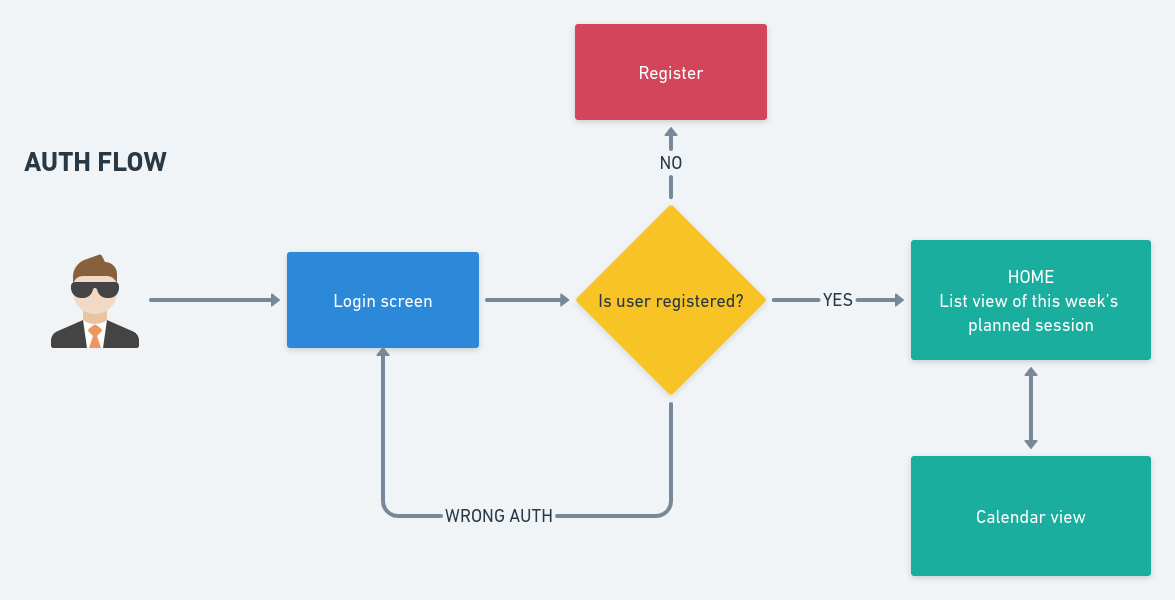 Register
AUTH FLOW
NO
Login screen
Is user registered?
YES
HOME
List view of this week's
planned session
WRONG AUTH
Calendar view